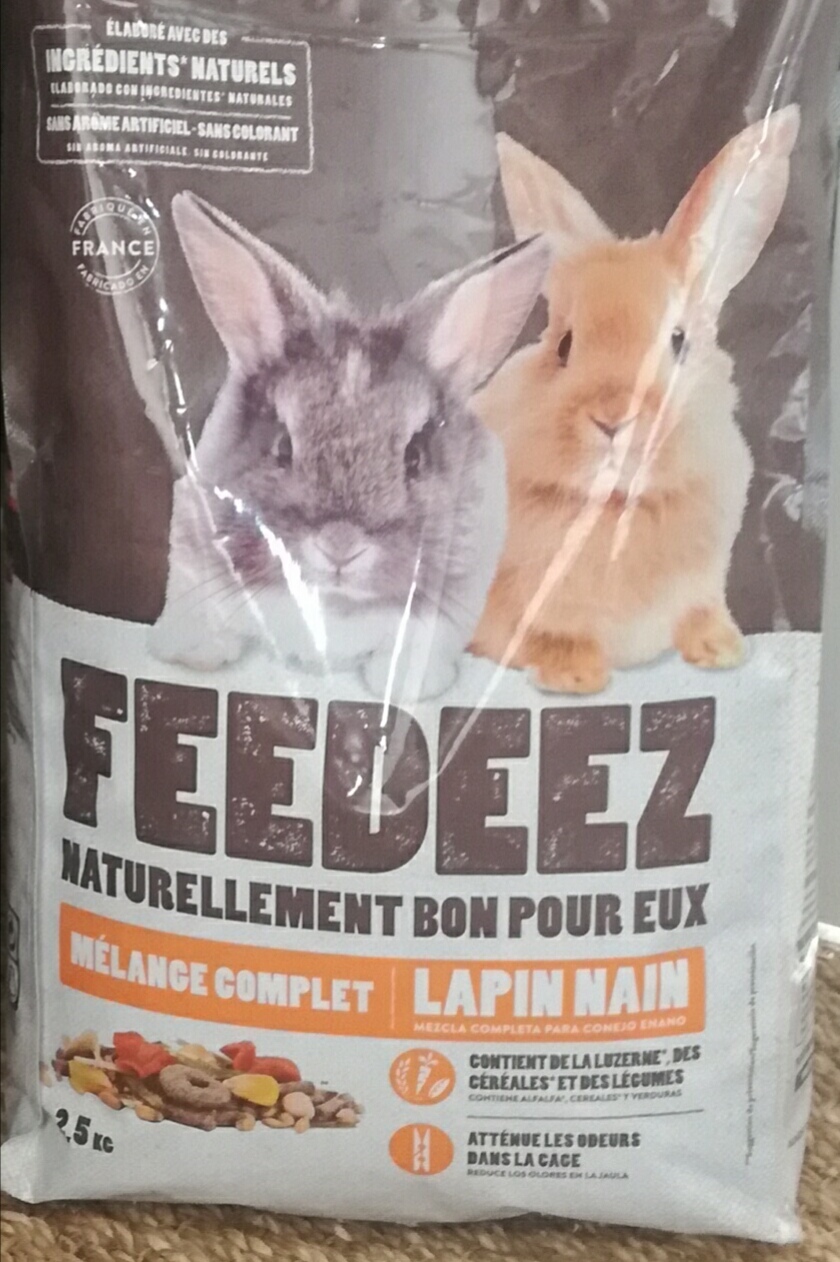 ÉLABORÉ AVEC DES
INGRÉDIENTS* NATURELS
ELABORADO CON INGREDIENTES* NATURALES
SANS ARÔME ARTIFICIEL - SANS COLORANT
SIN AROMA ARTIFICIALE. SIN COLORANTE
FABRIQUÉ EN
FRANCE
FABRICADO EN
FEEDEEZ
NATURELLEMENT BON POUR EUX
MÉLANGE COMPLET | LAPIN NAIN
MEZCLA COMPLETA PARA CONEJO ENANO
CONTIENT DE LA LUZERNE*, DES
CÉRÉALES* ET DES LÉGUMES
CONTIENE ALFALFA*, CEREALES* Y VERDURAS
2,5 KG
ATTÉNUE LES ODEURS
DANS LA CAGE
REDUCE LOS OLORES EN LA JAULA